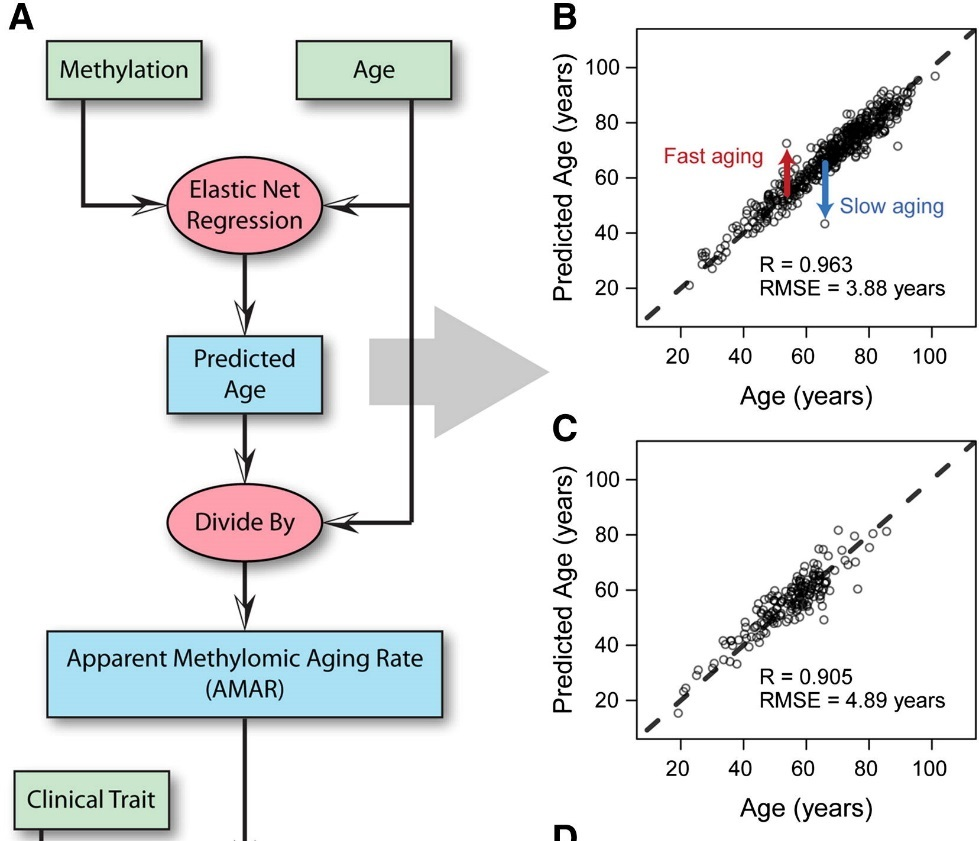 A
Methylation
Age
Elastic Net
Regression
Predicted
Age
Divide By
Apparent Methylomic Aging Rate
(AMAR)
Clinical Trait
B
Predicted Age (years)
100
80
60
40
20
Fast aging
Slow aging
R = 0.963
RMSE = 3.88 years
20 40 60 80 100
Age (years)
C
Predicted Age (years)
100
80
60
40
20
R = 0.905
RMSE = 4.89 years
20 40 60 80 100
Age (years)
D